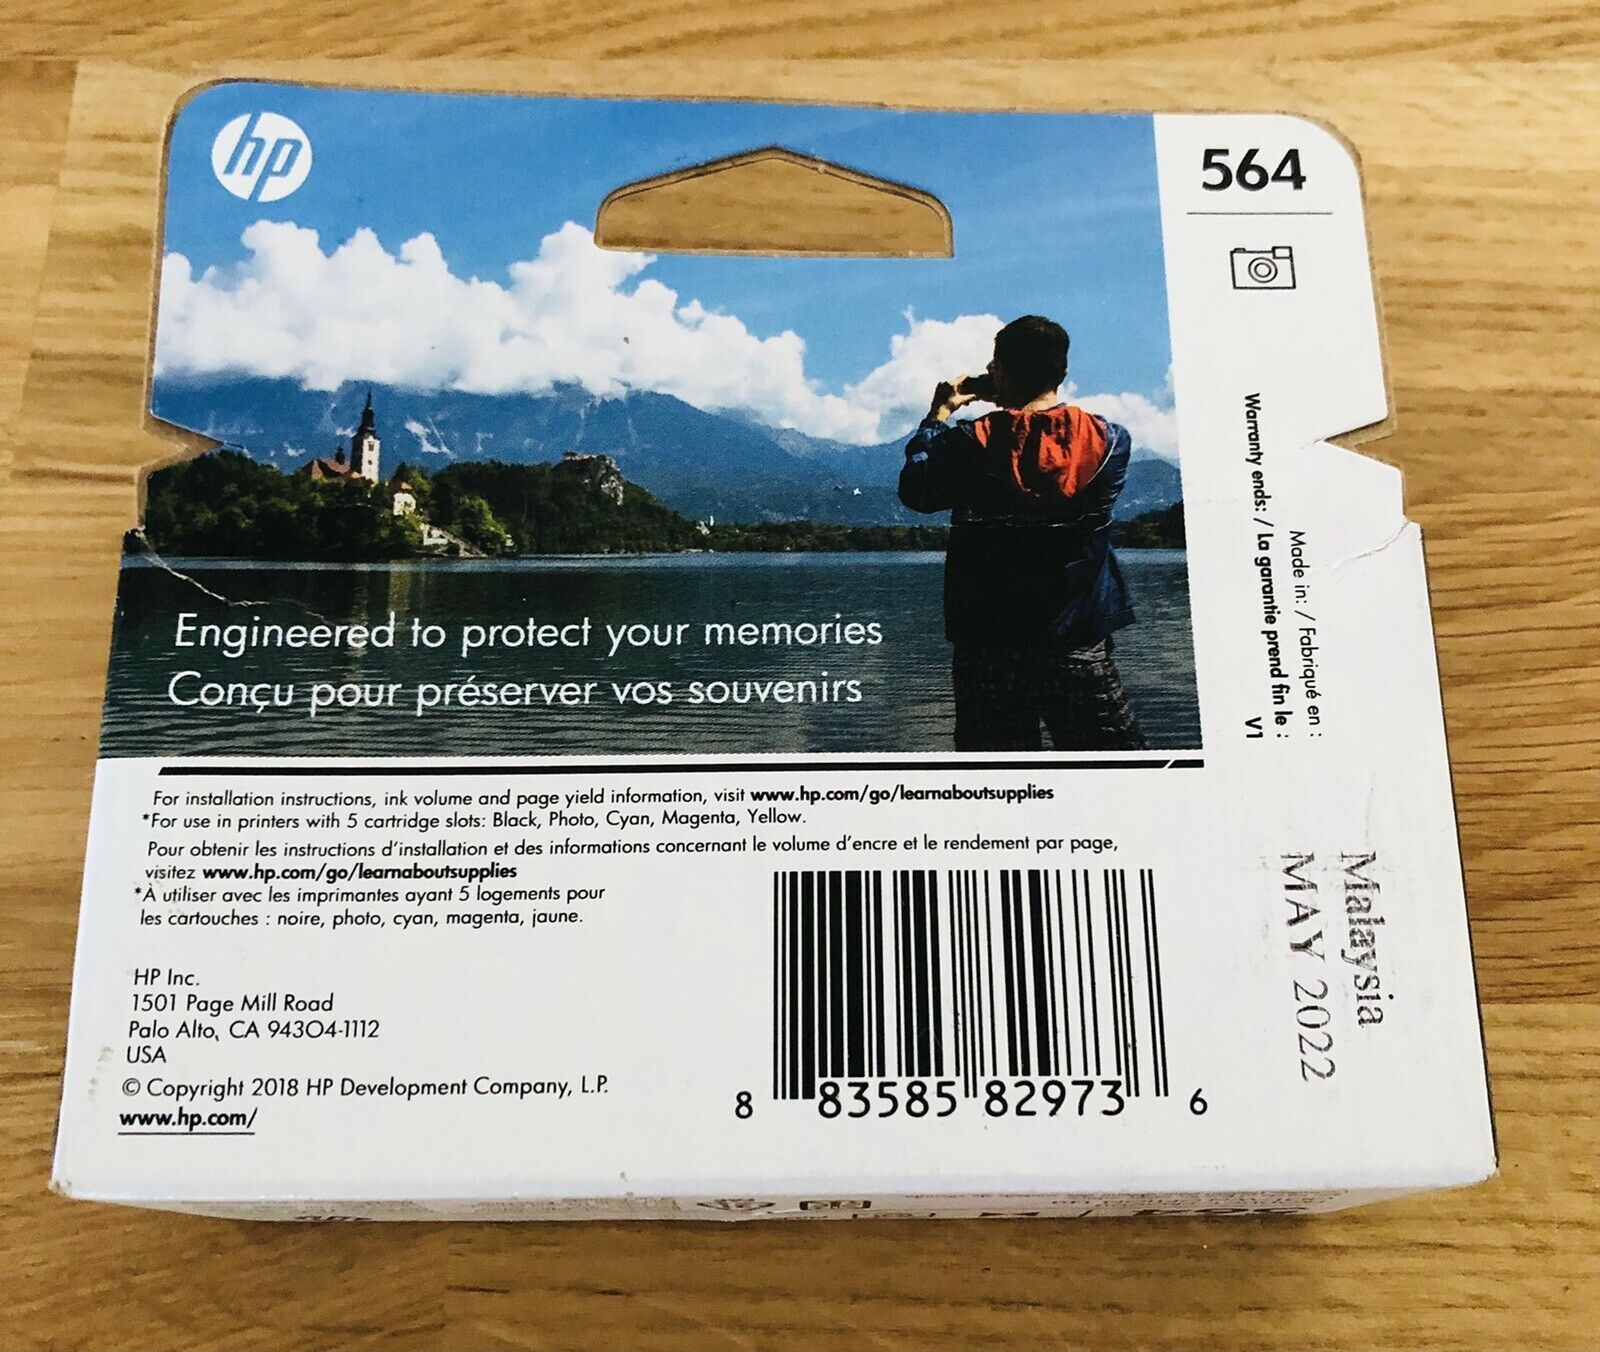 hp
564
Engineered to protect your memories
Conçu pour préserver vos souvenirs
Made in: / Fabriqué en :
Malaysia
Warranty ends: / La garantie prend fin le :
MAY 2022
V1
For installation instructions, ink volume and page yield information, visit www.hp.com/go/learnaboutsupplies
*For use in printers with 5 cartridge slots: Black, Photo, Cyan, Magenta, Yellow.
Pour obtenir les instructions d'installation et des informations concernant le volume d'encre et le rendement par page,
visitez www.hp.com/go/learnaboutsupplies
*À utiliser avec les imprimantes ayant 5 logements pour
les cartouches : noire, photo, cyan, magenta, jaune.
HP Inc.
1501 Page Mill Road
Palo Alto, CA 94304-1112
USA
© Copyright 2018 HP Development Company, L.P.
www.hp.com/
8 83585 82973 6